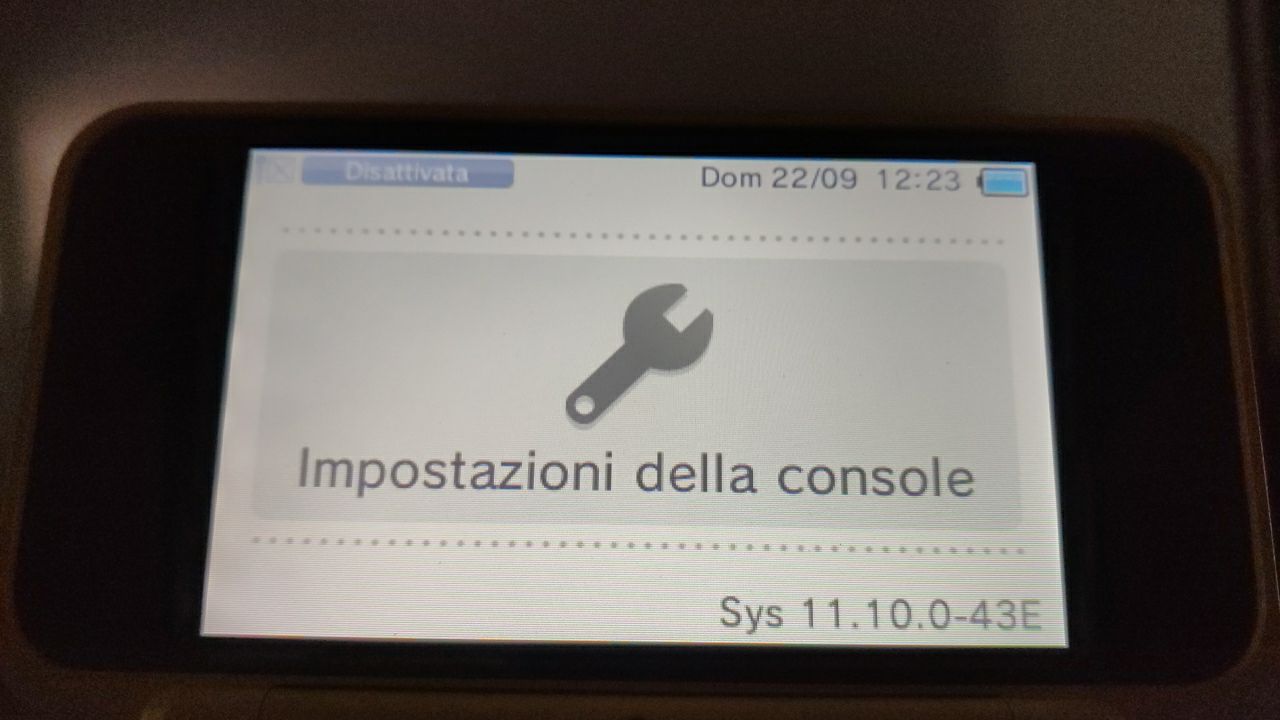 Disattivata
Dom 22/09 12:23
Impostazioni della console
Sys 11.10.0-43E